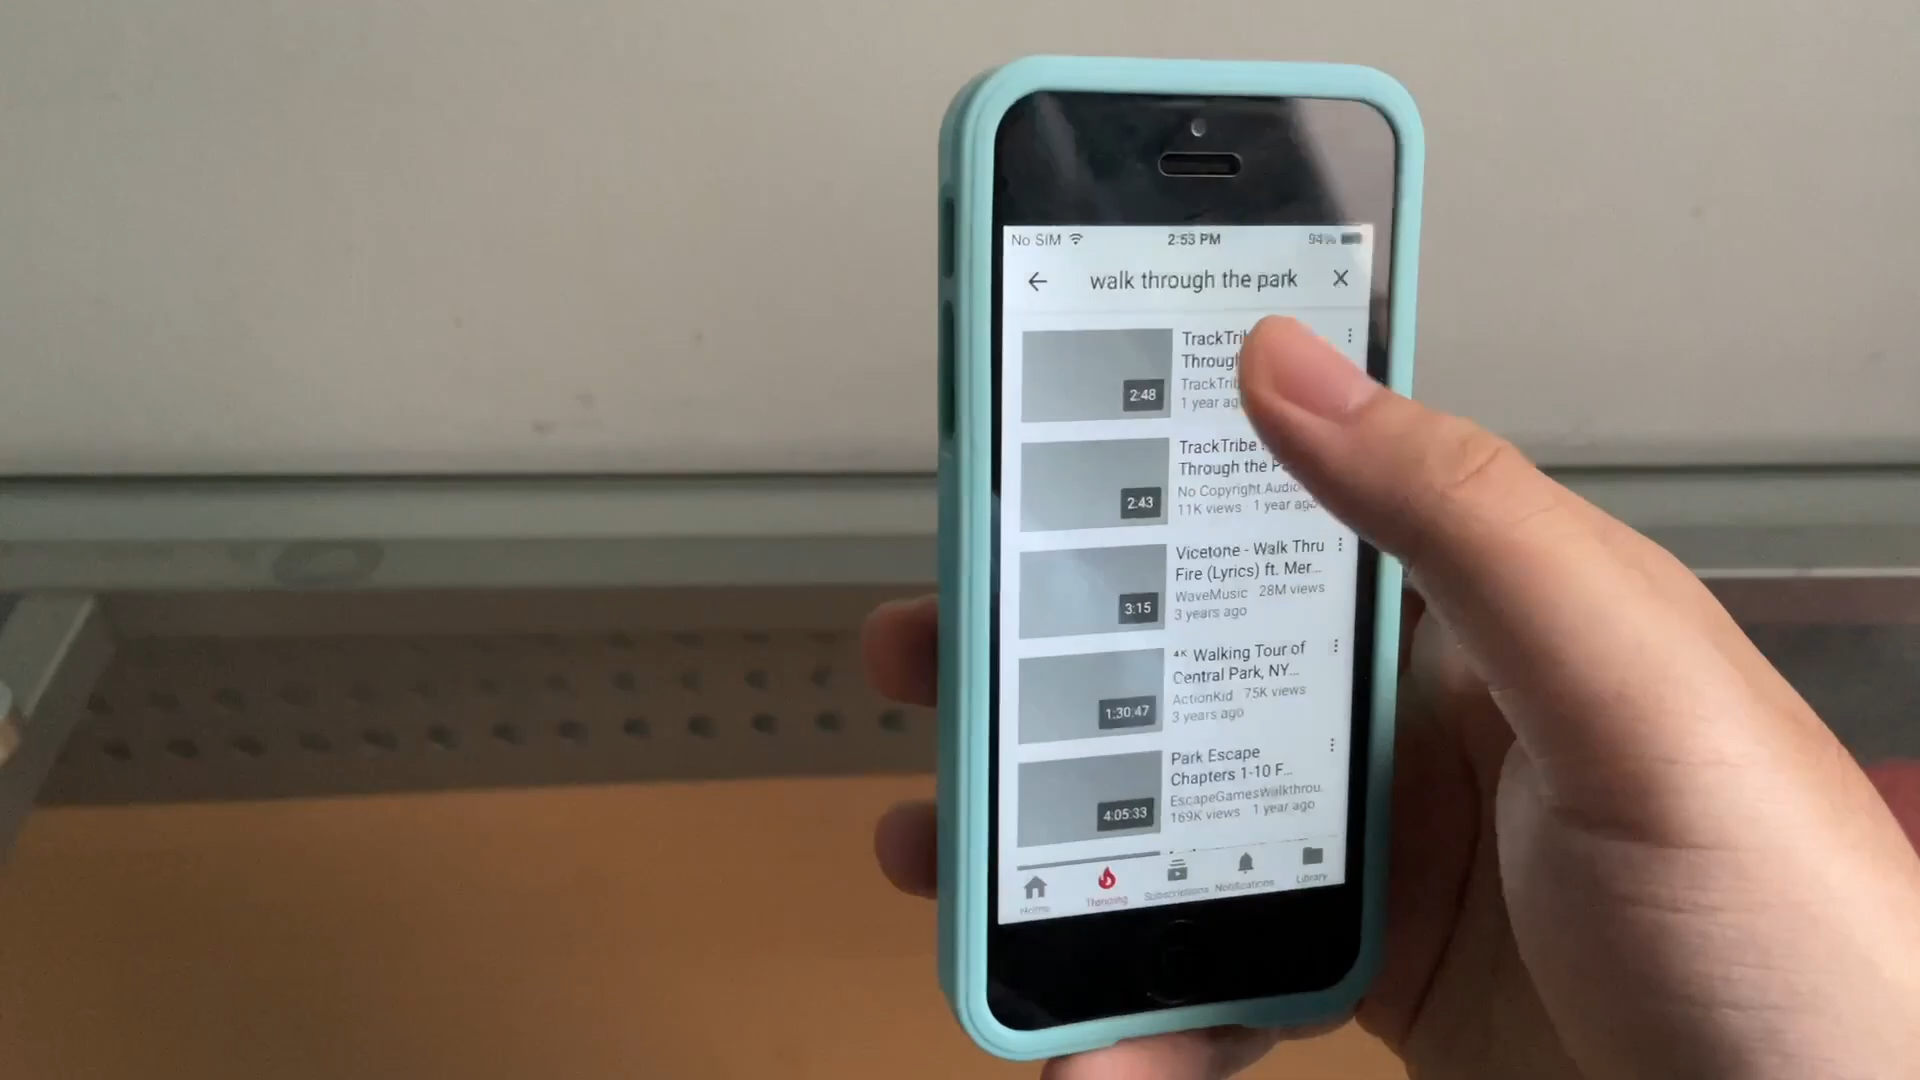 No SIM 2:53 PM 94%
walk through the park
TrackTri
Through
TrackTri
1 year ag
2:48
TrackTribe
Through the P
No Copyright Audio
11K views 1 year ago
2:43
Vicetone - Walk Thru
Fire (Lyrics) ft. Mer...
WaveMusic 28M views
3 years ago
3:15
4K Walking Tour of
Central Park, NY...
ActionKid 75K views
3 years ago
1:30:47
Park Escape
Chapters 1-10 F...
EscapeGamesWalkthrou.
169K views 1 year ago
4:05:33
Home Trending Subscriptions Notifications Library